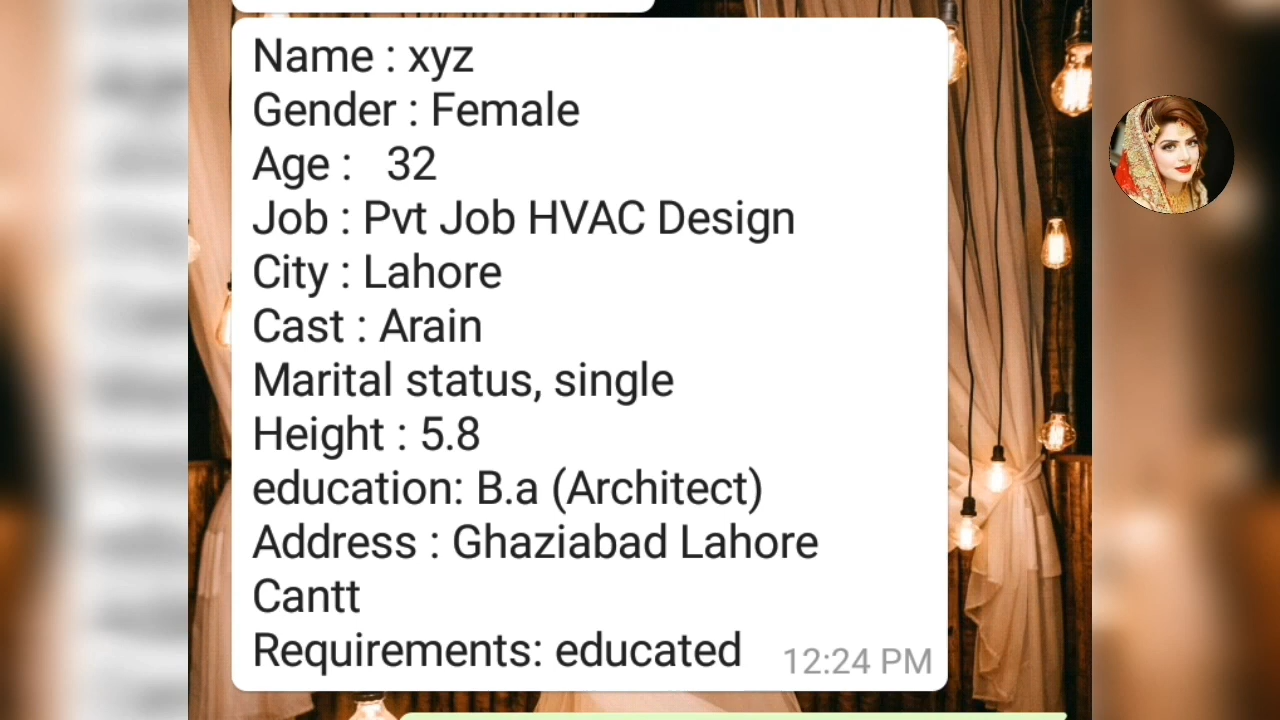 Name : xyz
Gender : Female
Age :   32
Job : Pvt Job HVAC Design
City : Lahore
Cast : Arain
Marital status, single
Height : 5.8
education: B.a (Architect)
Address : Ghaziabad Lahore
Cantt
Requirements: educated
12:24 PM